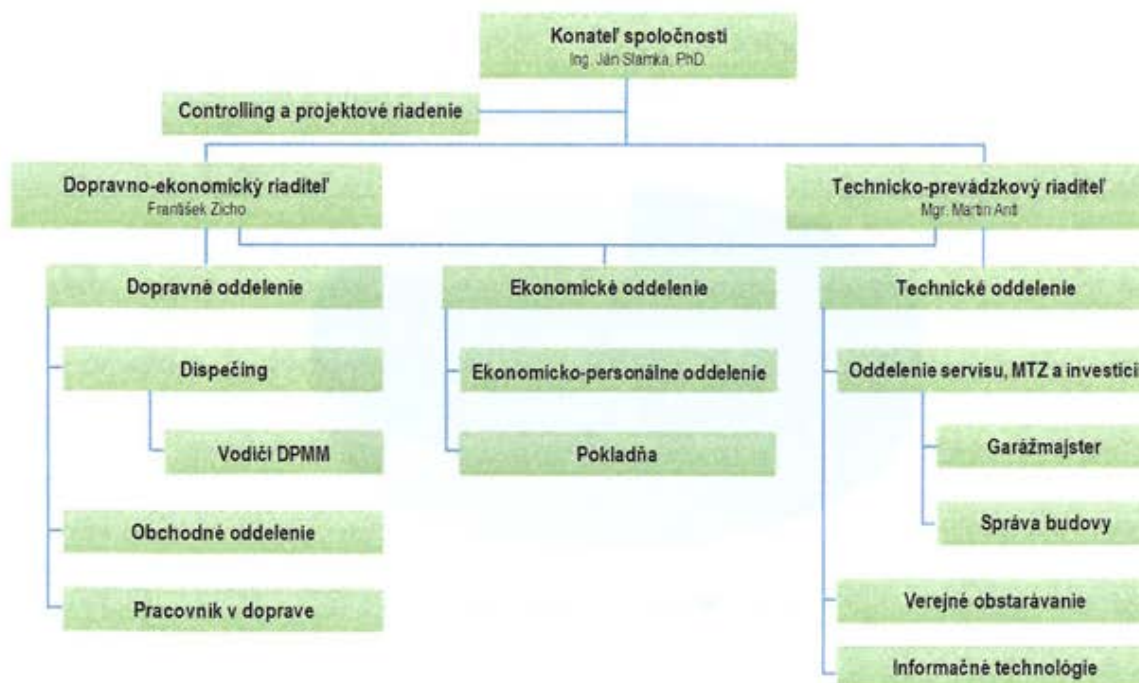 Konateľ spoločnosti
Ing. Ján Slamka, PhD.
Controlling a projektové riadenie
Dopravno-ekonomický riaditeľ
František Zicho
Technicko-prevádzkový riaditeľ
Mgr. Martin Antl
Dopravné oddelenie
Ekonomické oddelenie
Technické oddelenie
Dispečing
Ekonomicko-personálne oddelenie
Oddelenie servisu, MTZ a investícií
Vodiči DPMM
Pokladňa
Garážmajster
Obchodné oddelenie
Správa budovy
Pracovník v doprave
Verejné obstarávanie
Informačné technológie